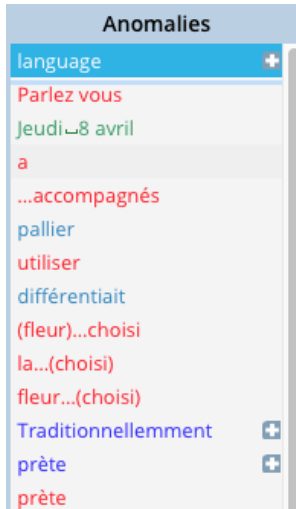 Anomalies
language
Parlez vous
Jeudi⎵8 avril
a
...accompagnés
pallier
utiliser
différentiait
(fleur)...choisi
la...(choisi)
fleur...(choisi)
Traditionnellemment
prète
prète